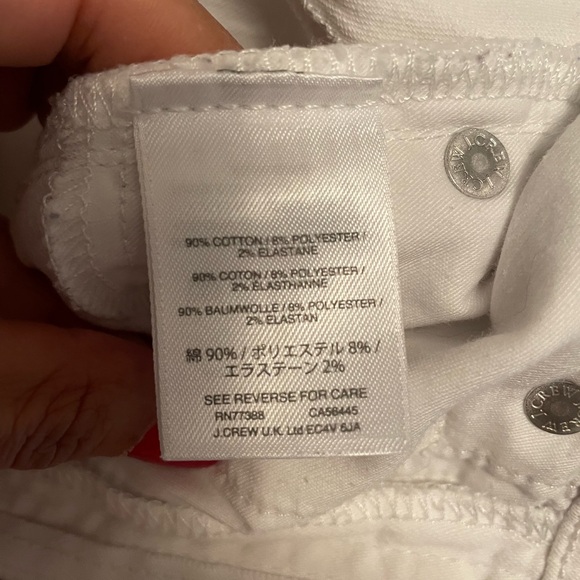 90% COTTON / 8% POLYESTER /
2% ELASTANE
90% COTON / 8% POLYESTER /
2% ELASTHANNE
90% BAUMWOLLE / 8% POLYESTER /
2% ELASTAN
綿 90% / ポリエステル 8% /
エラステーン 2%
SEE REVERSE FOR CARE
RN77388 CA56445
J.CREW U.K. Ltd EC4V 6JA
J.CREW J.CREW
J.CREW